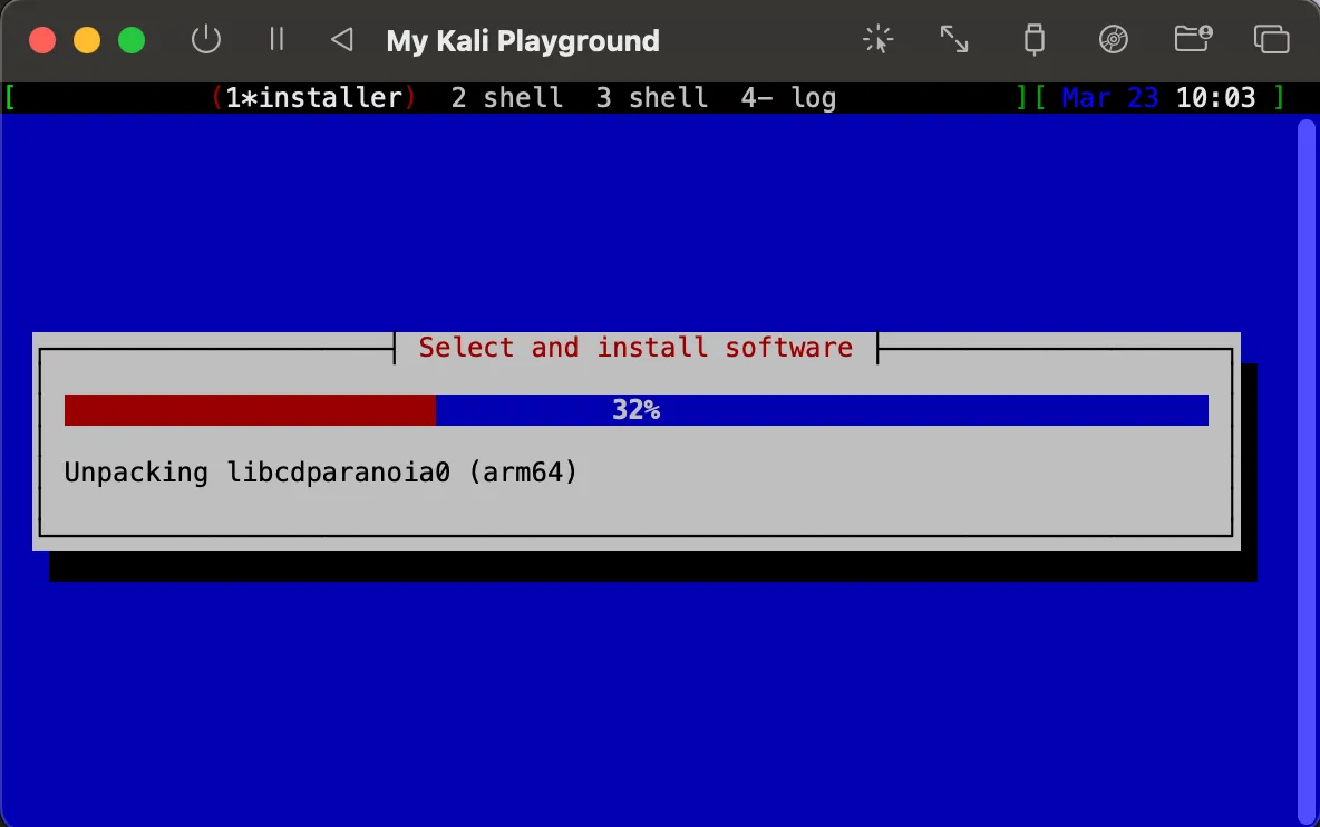 My Kali Playground
[ (1*installer) 2 shell 3 shell 4- log ][ Mar 23 10:03 ]
Select and install software
32%
Unpacking libcdparanoia0 (arm64)